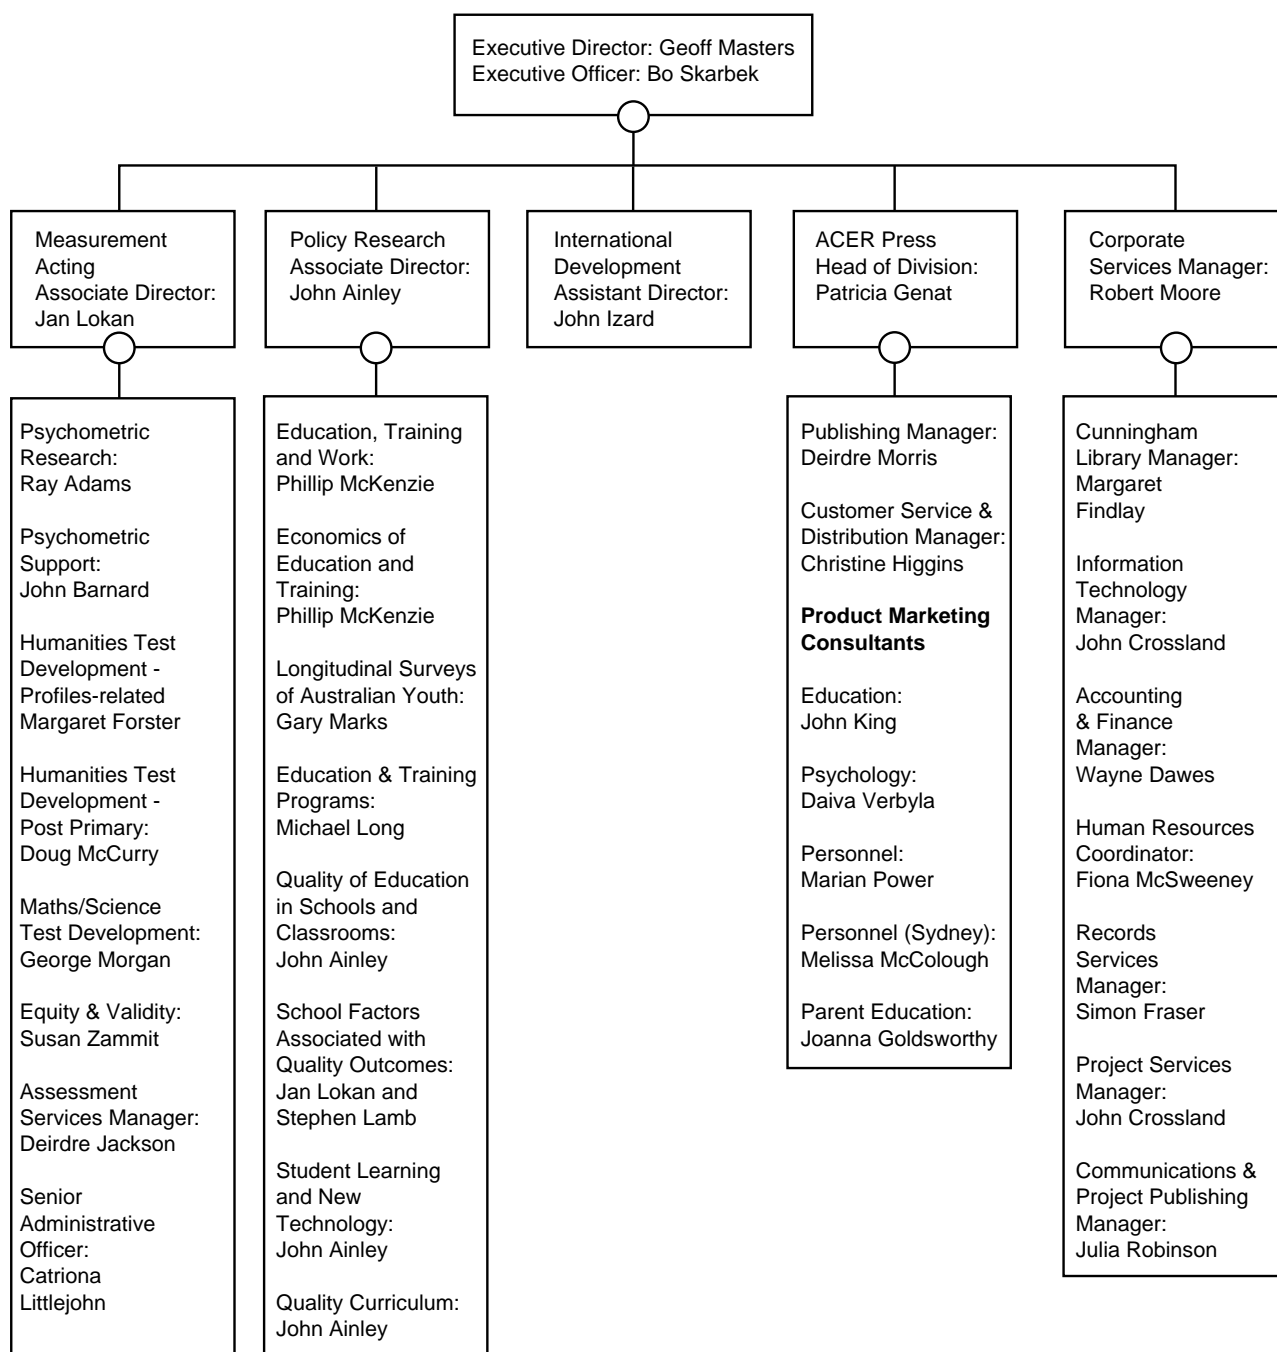 Executive Director: Geoff Masters
Executive Officer: Bo Skarbek
Measurement
Acting
Associate Director:
Jan Lokan
Policy Research
Associate Director:
John Ainley
International
Development
Assistant Director:
John Izard
ACER Press
Head of Division:
Patricia Genat
Corporate
Services Manager:
Robert Moore
Psychometric
Research:
Ray Adams
Psychometric
Support:
John Barnard
Humanities Test
Development -
Profiles-related
Margaret Forster
Humanities Test
Development -
Post Primary:
Doug McCurry
Maths/Science
Test Development:
George Morgan
Equity & Validity:
Susan Zammit
Assessment
Services Manager:
Deirdre Jackson
Senior
Administrative
Officer:
Catriona
Littlejohn
Education, Training
and Work:
Phillip McKenzie
Economics of
Education and
Training:
Phillip McKenzie
Longitudinal Surveys
of Australian Youth:
Gary Marks
Education & Training
Programs:
Michael Long
Quality of Education
in Schools and
Classrooms:
John Ainley
School Factors
Associated with
Quality Outcomes:
Jan Lokan and
Stephen Lamb
Student Learning
and New
Technology:
John Ainley
Quality Curriculum:
John Ainley
Publishing Manager:
Deirdre Morris
Customer Service &
Distribution Manager:
Christine Higgins
Product Marketing
Consultants
Education:
John King
Psychology:
Daiva Verbyla
Personnel:
Marian Power
Personnel (Sydney):
Melissa McColough
Parent Education:
Joanna Goldsworthy
Cunningham
Library Manager:
Margaret
Findlay
Information
Technology
Manager:
John Crossland
Accounting
& Finance
Manager:
Wayne Dawes
Human Resources
Coordinator:
Fiona McSweeney
Records
Services
Manager:
Simon Fraser
Project Services
Manager:
John Crossland
Communications &
Project Publishing
Manager:
Julia Robinson